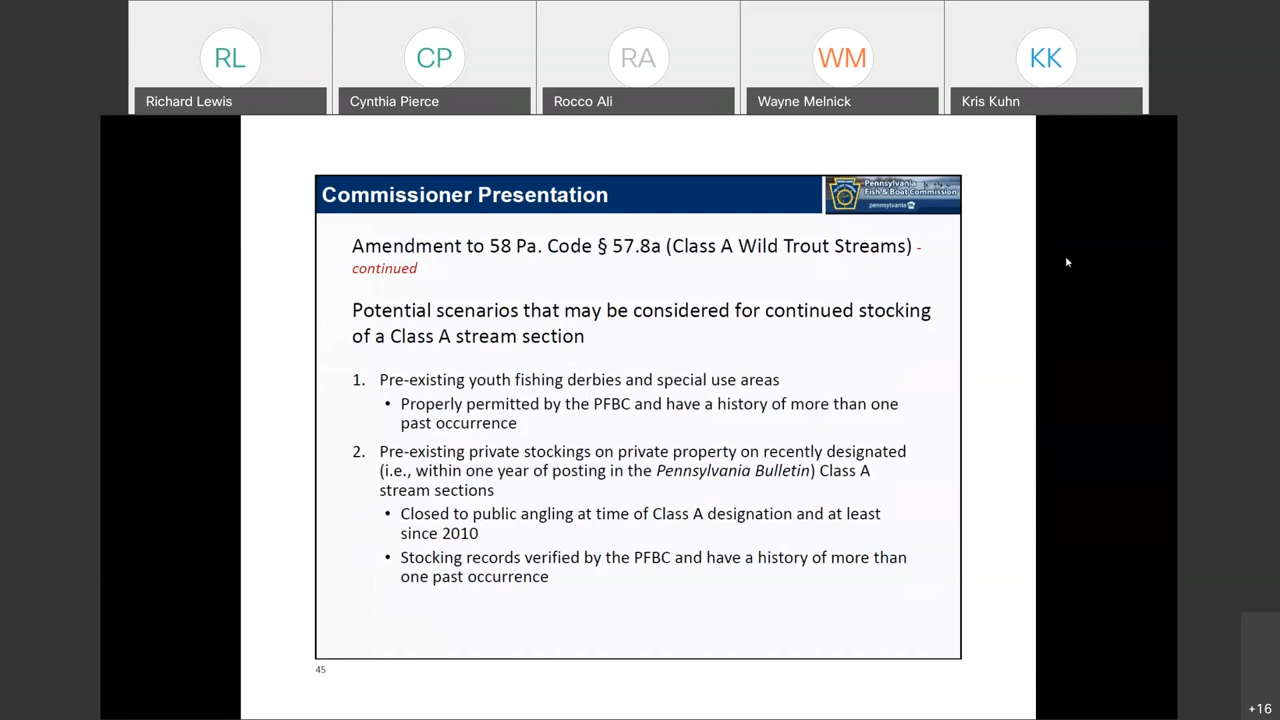 RL
CP
RA
WM
KK
Richard Lewis
Cynthia Pierce
Rocco Ali
Wayne Melnick
Kris Kuhn
Commissioner Presentation
Pennsylvania
Fish & Boat Commission
pennsylvania
Amendment to 58 Pa. Code § 57.8a (Class A Wild Trout Streams) -
continued
Potential scenarios that may be considered for continued stocking
of a Class A stream section
1. Pre-existing youth fishing derbies and special use areas
• Properly permitted by the PFBC and have a history of more than one
past occurrence
2. Pre-existing private stockings on private property on recently designated
(i.e., within one year of posting in the Pennsylvania Bulletin) Class A
stream sections
• Closed to public angling at time of Class A designation and at least
since 2010
• Stocking records verified by the PFBC and have a history of more than
one past occurrence
45
+16